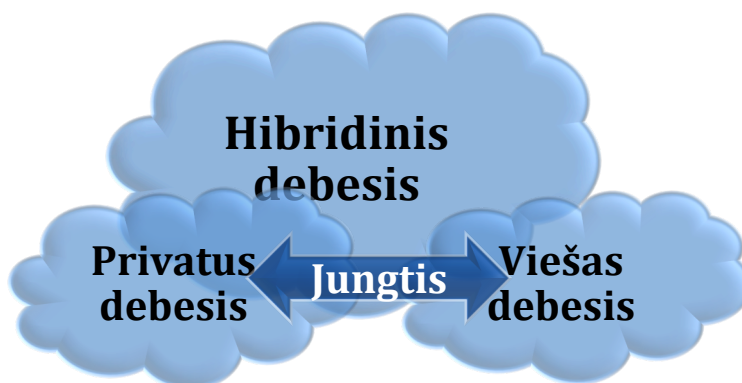 Hibridinis
debesis
Privatus
debesis
Jungtis
Viešas
debesis